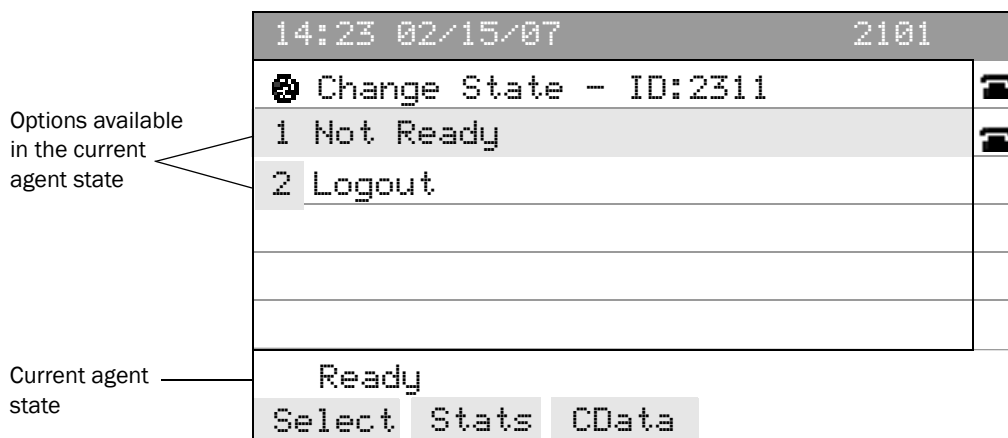 14:23 02/15/07 2101
Change State - ID:2311
Options available
in the current
agent state
1 Not Ready
2 Logout
Current agent
state
Ready
Select Stats CData